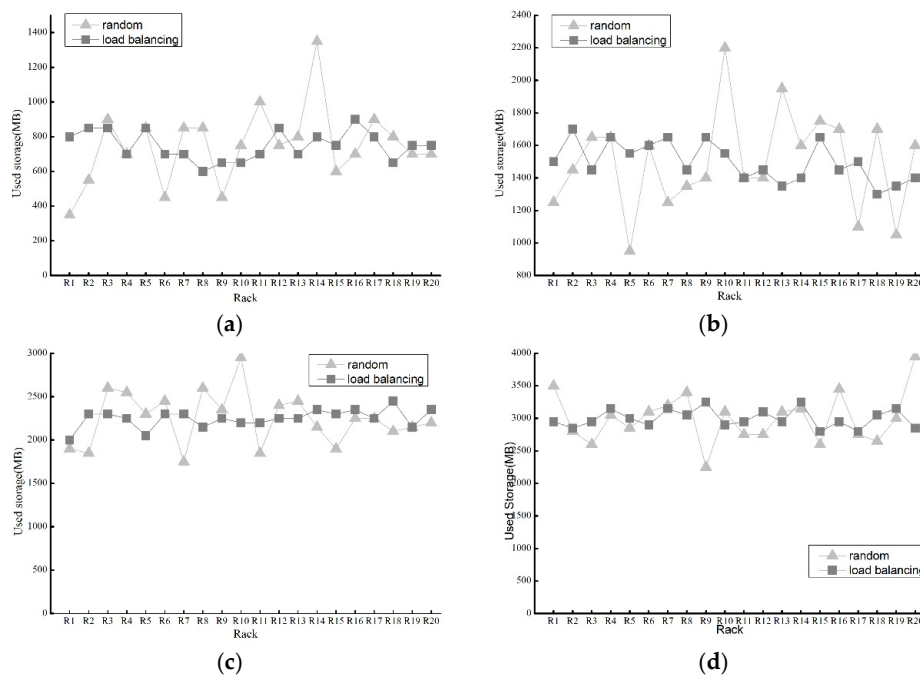 random
load balancing
1400
1200
1000
800
600
400
200
0
Used storage(MB)
R1 R2 R3 R4 R5 R6 R7 R8 R9 R10 R11 R12 R13 R14 R15 R16 R17 R18 R19 R20
Rack
(a)
random
load balancing
2400
2200
2000
1800
1600
1400
1200
1000
800
Used storage(MB)
R1 R2 R3 R4 R5 R6 R7 R8 R9 R10 R11 R12 R13 R14 R15 R16 R17 R18 R19 R20
Rack
(b)
random
load balancing
3000
2500
2000
1500
1000
500
0
Used storage(MB)
R1 R2 R3 R4 R5 R6 R7 R8 R9 R10 R11 R12 R13 R14 R15 R16 R17 R18 R19 R20
Rack
(c)
4000
3500
3000
2500
2000
1500
1000
500
0
Used Storage(MB)
random
load balancing
R1 R2 R3 R4 R5 R6 R7 R8 R9 R10 R11 R12 R13 R14 R15 R16 R17 R18 R19 R20
Rack
(d)